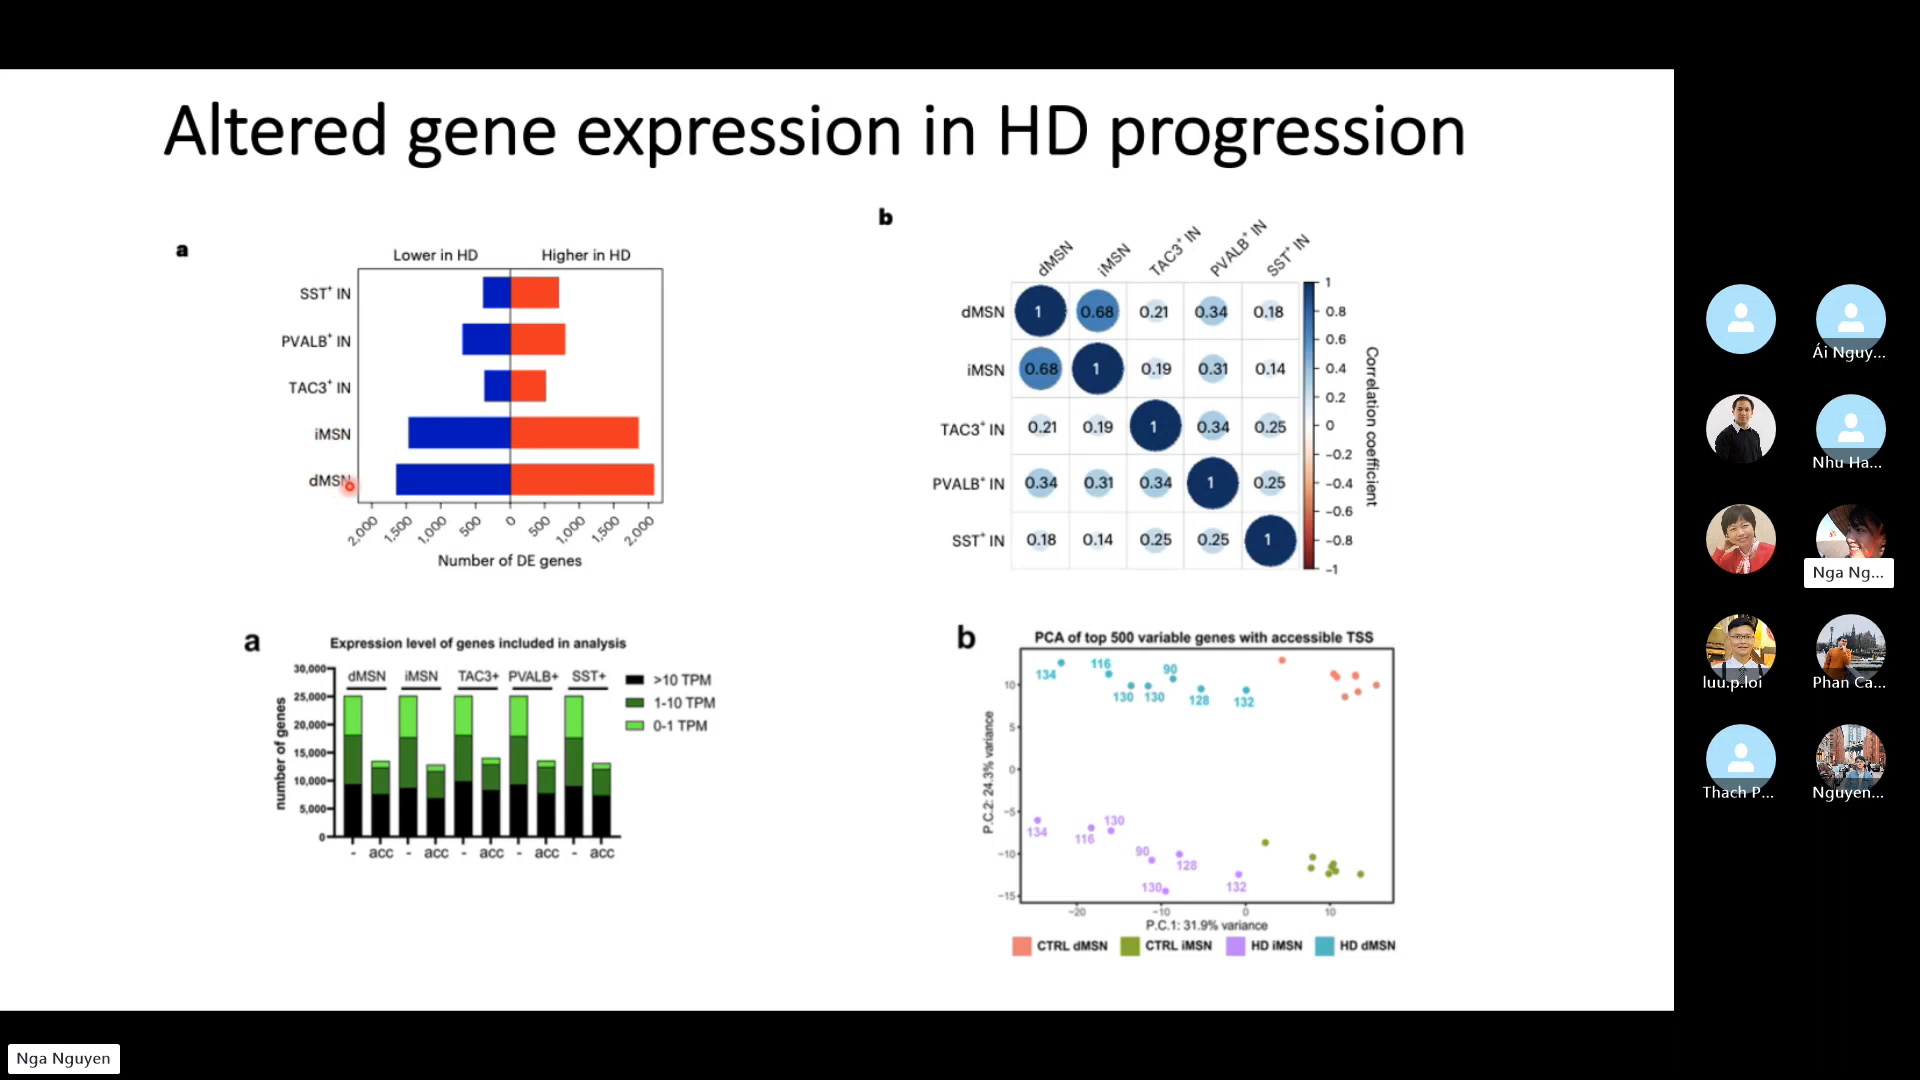 Altered gene expression in HD progression
a
Lower in HD
Higher in HD
SST+ IN
PVALB+ IN
TAC3+ IN
iMSN
dMSN
2,000
1,500
1,000
500
0
500
1,000
1,500
2,000
Number of DE genes
b
dMSN
iMSN
TAC3+ IN
PVALB+ IN
SST+ IN
dMSN 1 0.68 0.21 0.34 0.18
iMSN 0.68 1 0.19 0.31 0.14
TAC3+ IN 0.21 0.19 1 0.34 0.25
PVALB+ IN 0.34 0.31 0.34 1 0.25
SST+ IN 0.18 0.14 0.25 0.25 1
1
0.8
0.6
0.4
0.2
0
−0.2
−0.4
−0.6
−0.8
−1
Correlation coefficient
a
Expression level of genes included in analysis
dMSN iMSN TAC3+ PVALB+ SST+
>10 TPM
1-10 TPM
0-1 TPM
30,000
25,000
20,000
15,000
10,000
5,000
0
number of genes
- acc - acc - acc - acc - acc
b
PCA of top 500 variable genes with accessible TSS
134
116
130
130
90
128
132
134
116
130
90
130
128
132
10
5
0
−5
−10
−15
P.C.2: 24.3% variance
−20 −10 0 10
P.C.1: 31.9% variance
CTRL dMSN CTRL iMSN HD iMSN HD dMSN
Ái Nguy...
Nhu Ha...
Nga Ng...
luu.p.loi
Phan Ca...
Thach P...
Nguyen...
Nga Nguyen